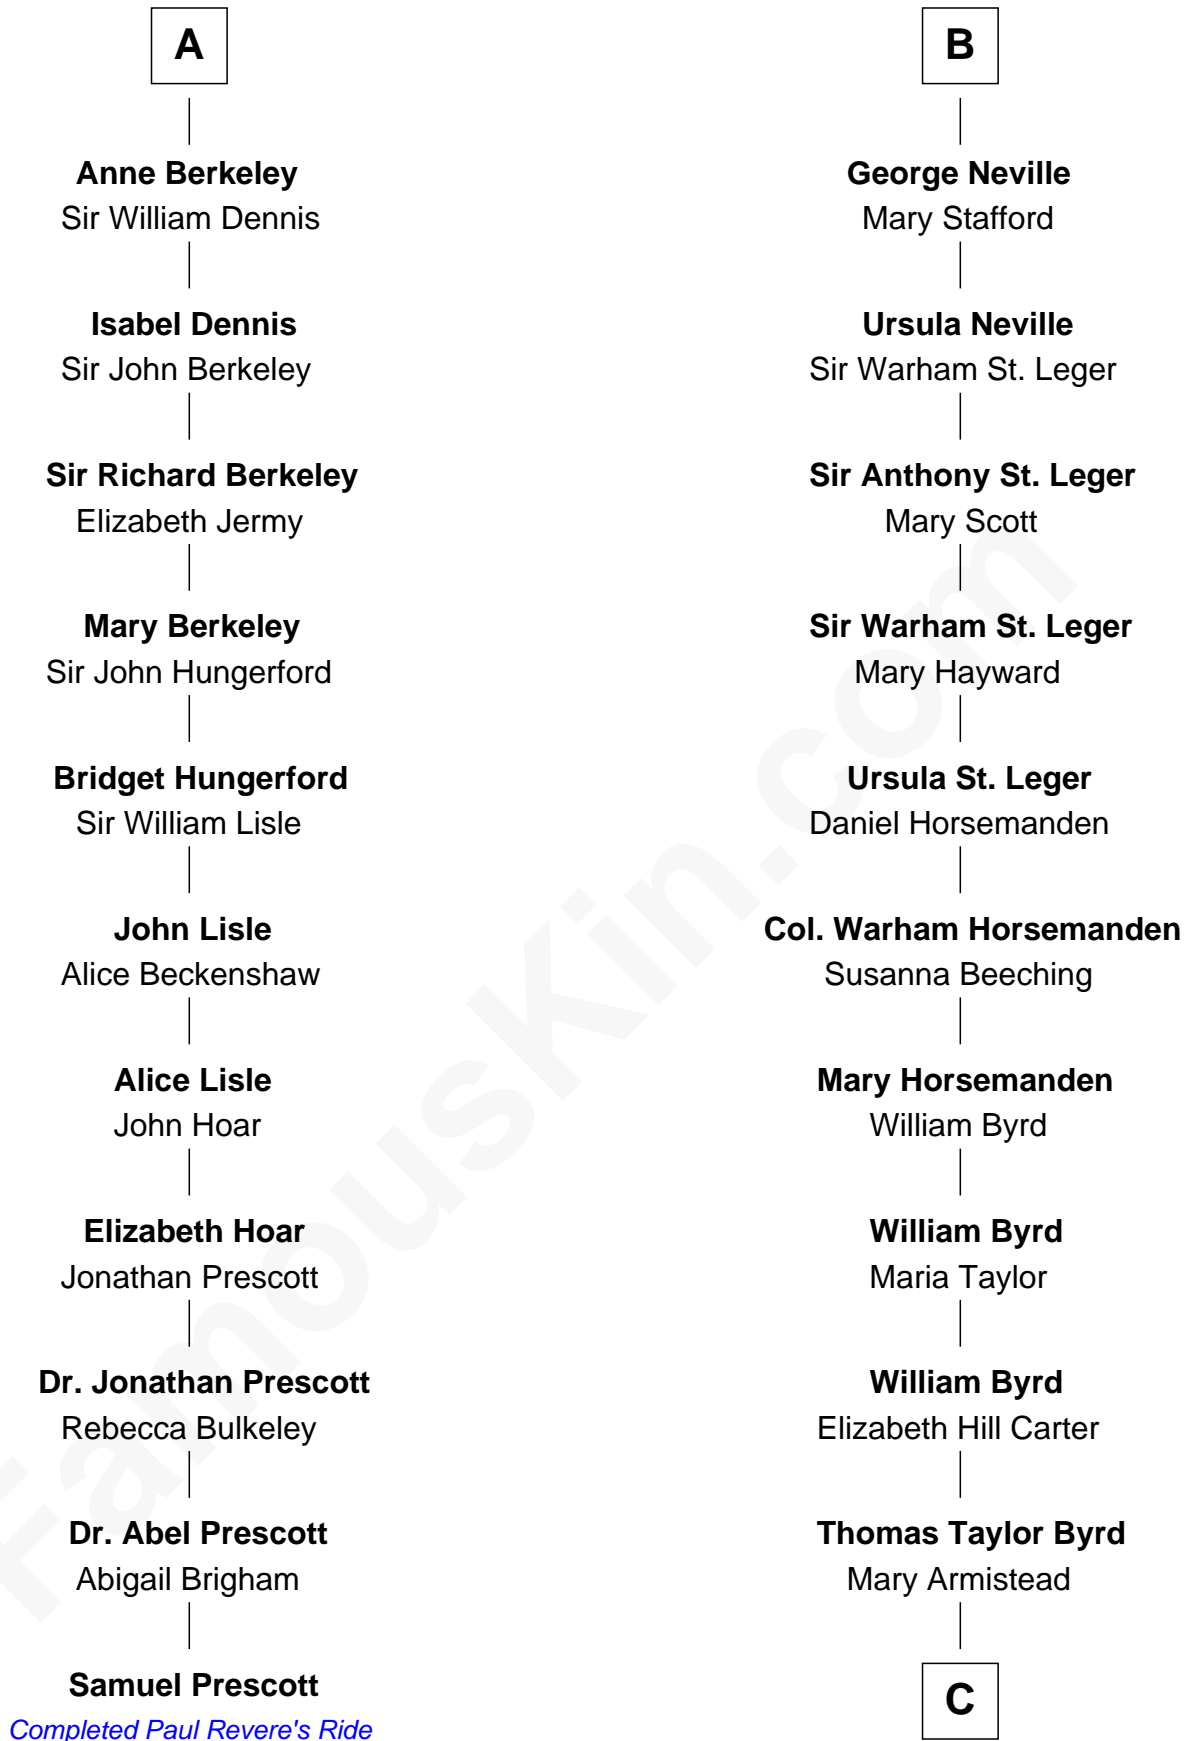 A
Anne Berkeley
Sir William Dennis
Isabel Dennis
Sir John Berkeley
Sir Richard Berkeley
Elizabeth Jermy
Mary Berkeley
Sir John Hungerford
Bridget Hungerford
Sir William Lisle
John Lisle
Alice Beckenshaw
Alice Lisle
John Hoar
Elizabeth Hoar
Jonathan Prescott
Dr. Jonathan Prescott
Rebecca Bulkeley
Dr. Abel Prescott
Abigail Brigham
Samuel Prescott
Completed Paul Revere's Ride
B
George Neville
Mary Stafford
Ursula Neville
Sir Warham St. Leger
Sir Anthony St. Leger
Mary Scott
Sir Warham St. Leger
Mary Hayward
Ursula St. Leger
Daniel Horsemanden
Col. Warham Horsemanden
Susanna Beeching
Mary Horsemanden
William Byrd
William Byrd
Maria Taylor
William Byrd
Elizabeth Hill Carter
Thomas Taylor Byrd
Mary Armistead
C
FamousKin.com